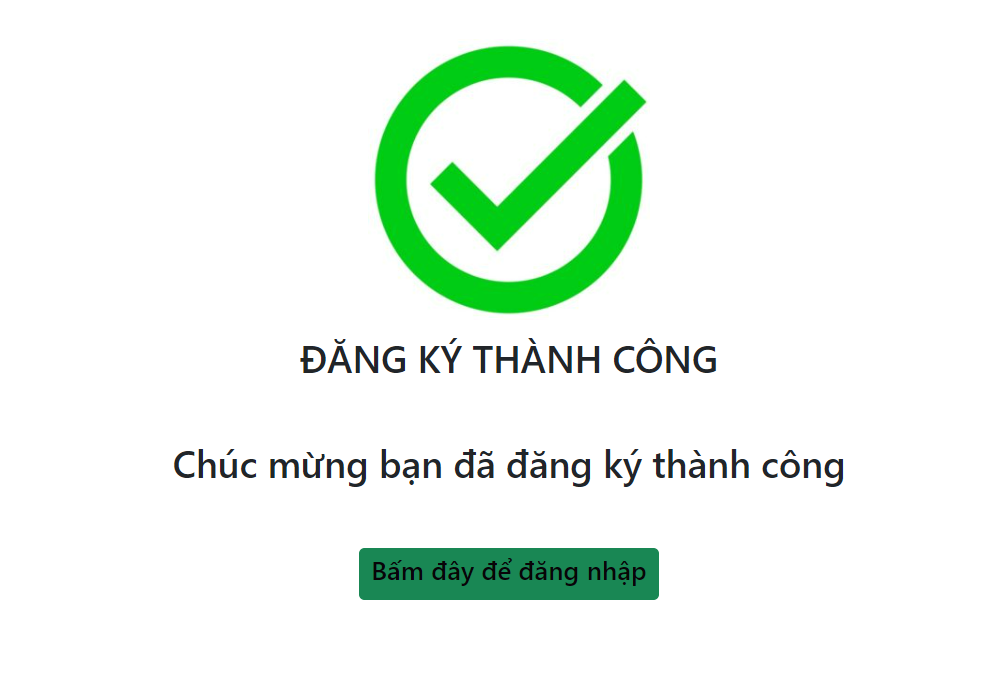 ĐĂNG KÝ THÀNH CÔNG
Chúc mừng bạn đã đăng ký thành công
Bấm đây để đăng nhập